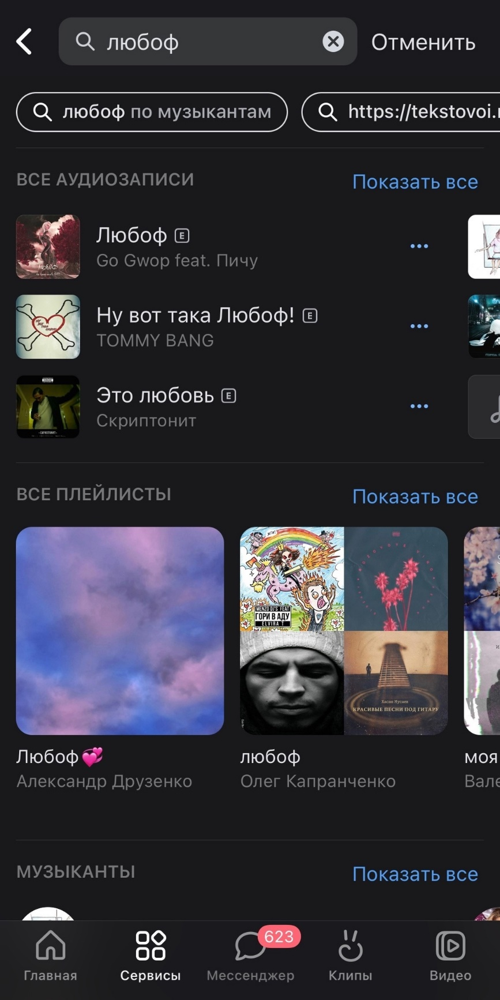 любоф
Отменить
любоф по музыкантам
https://tekstovoi.
ВСЕ АУДИОЗАПИСИ
Показать все
Любоф E
Go Gwop feat. Пичу
Ну вот така Любоф! E
TOMMY BANG
Это любовь E
Скриптонит
ВСЕ ПЛЕЙЛИСТЫ
Показать все
MENZO DJ'S FEAT
ГОРИ В АДУ
ELVIRA T
Хасан Мусаев
КРАСИВЫЕ ПЕСНИ ПОД ГИТАРУ
Любоф💞
Александр Друзенко
любоф
Олег Капранченко
моя
Вале
МУЗЫКАНТЫ
Показать все
623
Главная
Сервисы
Мессенджер
Клипы
Видео